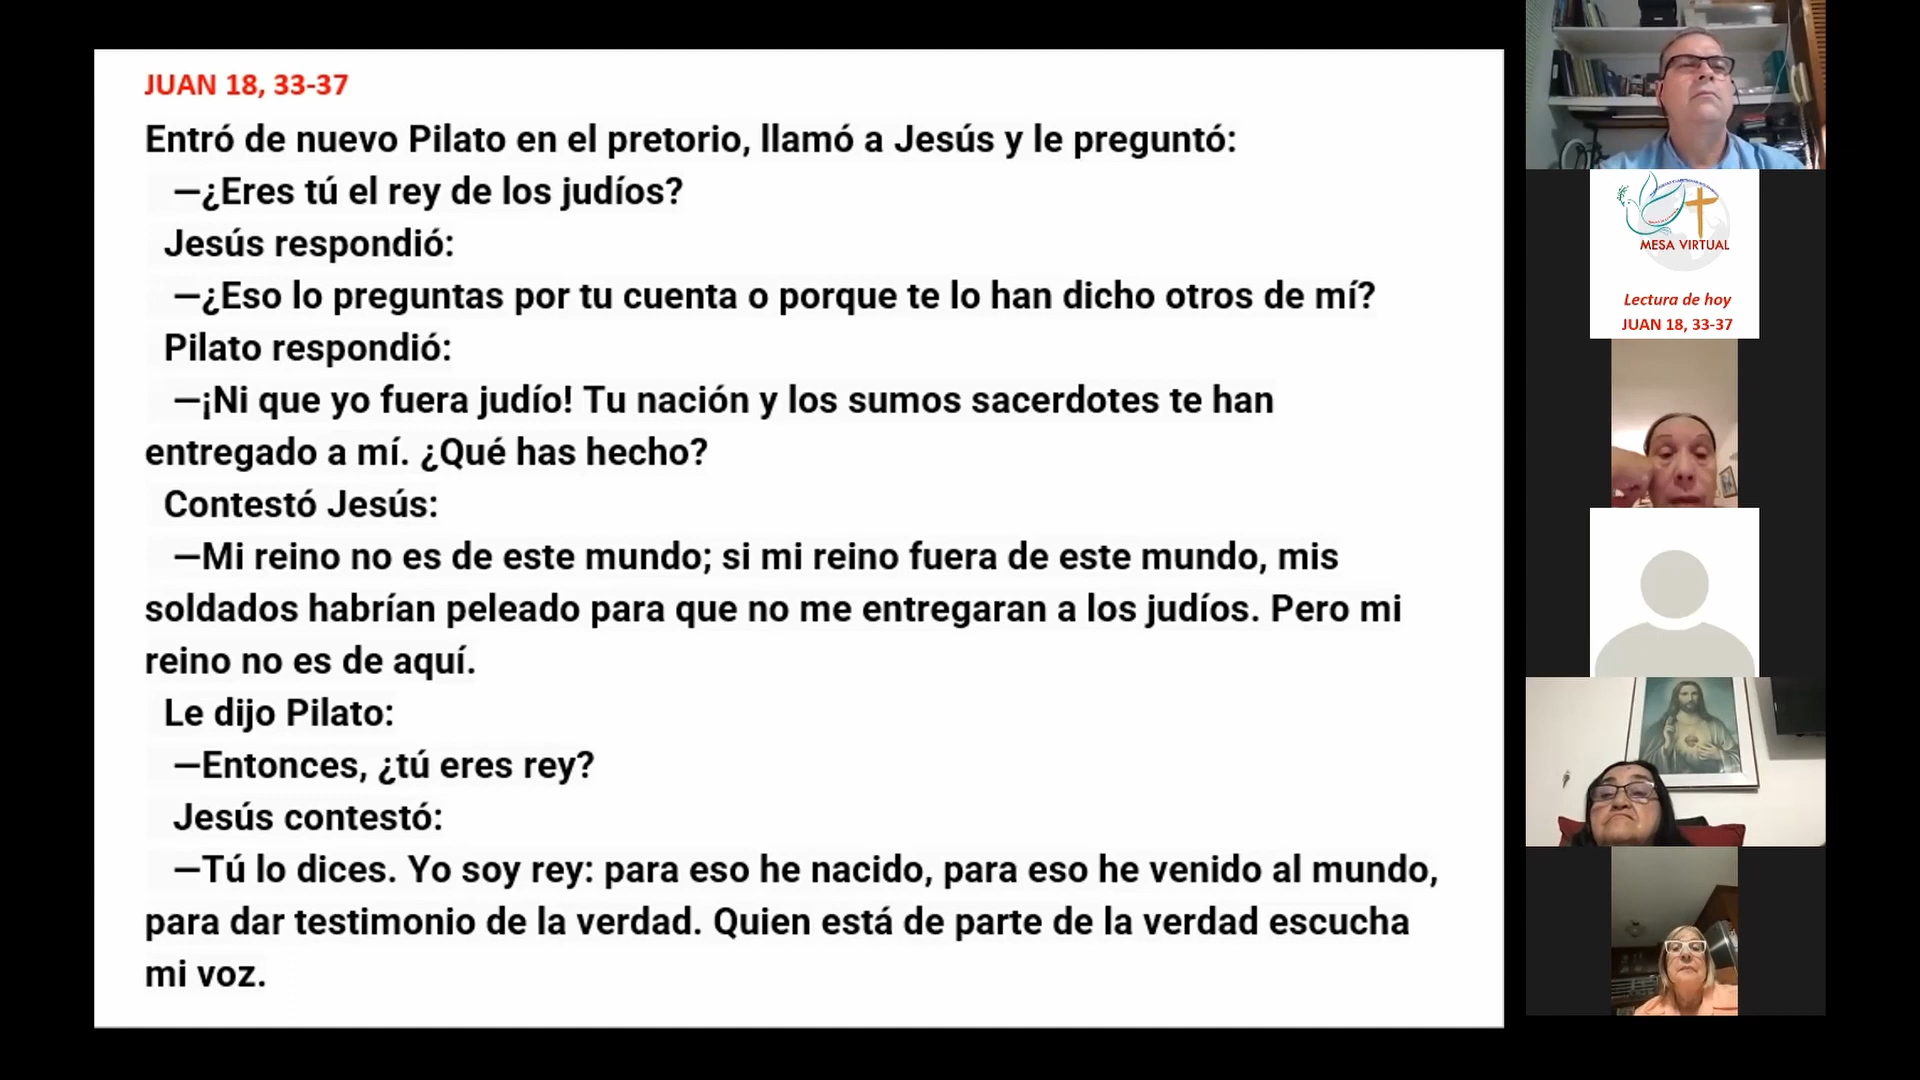 JUAN 18, 33-37
Entró de nuevo Pilato en el pretorio, llamó a Jesús y le preguntó:
—¿Eres tú el rey de los judíos?
Jesús respondió:
—¿Eso lo preguntas por tu cuenta o porque te lo han dicho otros de mí?
Pilato respondió:
—¡Ni que yo fuera judío! Tu nación y los sumos sacerdotes te han
entregado a mí. ¿Qué has hecho?
Contestó Jesús:
—Mi reino no es de este mundo; si mi reino fuera de este mundo, mis
soldados habrían peleado para que no me entregaran a los judíos. Pero mi
reino no es de aquí.
Le dijo Pilato:
—Entonces, ¿tú eres rey?
Jesús contestó:
—Tú lo dices. Yo soy rey: para eso he nacido, para eso he venido al mundo,
para dar testimonio de la verdad. Quien está de parte de la verdad escucha
mi voz.
MESA VIRTUAL
Lectura de hoy
JUAN 18, 33-37